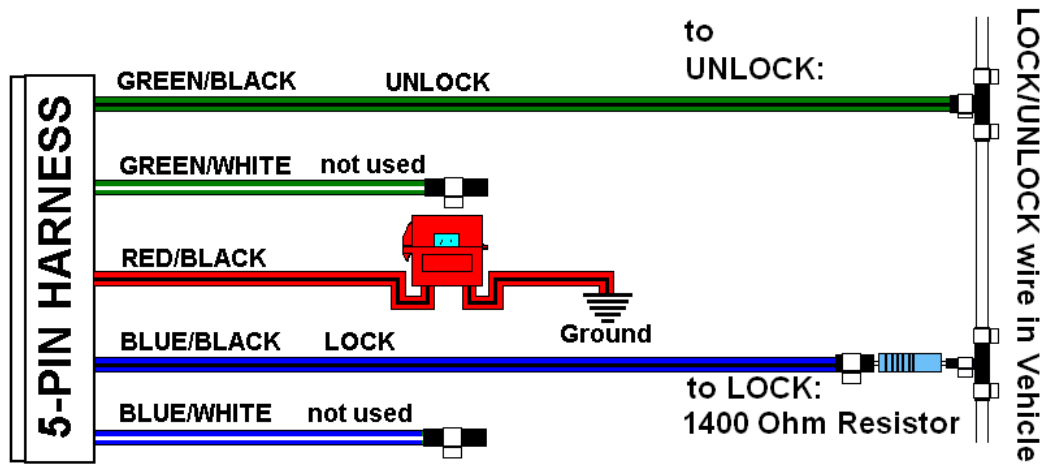 to
UNLOCK:
GREEN/BLACK UNLOCK
GREEN/WHITE not used
RED/BLACK
Ground
BLUE/BLACK LOCK
to LOCK:
1400 Ohm Resistor
BLUE/WHITE not used
5-PIN HARNESS
LOCK/UNLOCK wire in Vehicle